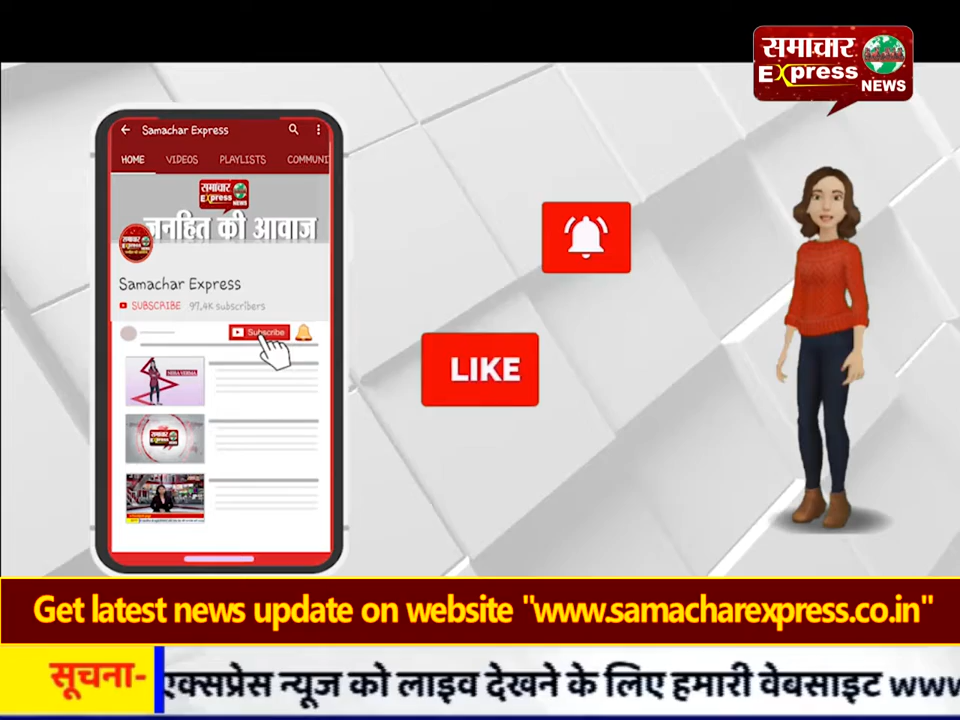 समाचार
Express
NEWS
Samachar Express
HOME VIDEOS PLAYLISTS COMMUNI
समाचार
Express
NEWS
जनहित की आवाज
Samachar Express
SUBSCRIBE 97.4K subscribers
Subscribe
LIKE
Get latest news update on website "www.samacharexpress.co.in"
सूचना- एक्सप्रेस न्यूज को लाइव देखने के लिए हमारी वेबसाइट www